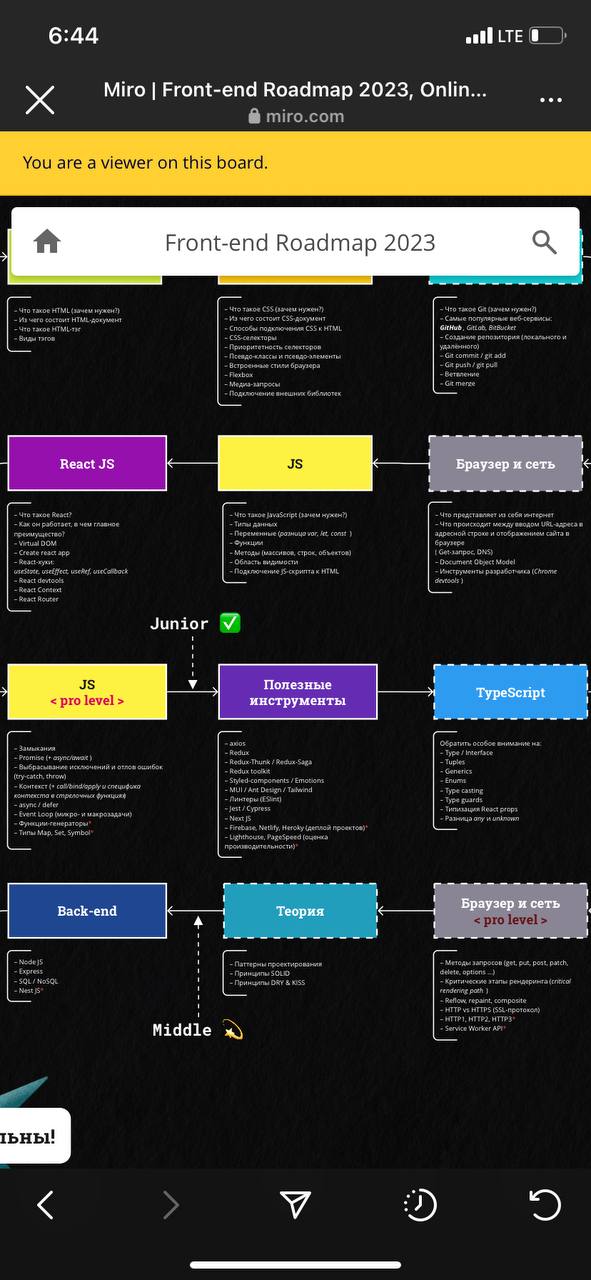 6:44
LTE
Miro | Front-end Roadmap 2023, Onlin...
miro.com
You are a viewer on this board.
Front-end Roadmap 2023
– Что такое HTML (зачем нужен?)
– Из чего состоит HTML-документ
– Что такое HTML-тэг
– Виды тэгов
– Что такое CSS (зачем нужен?)
– Из чего состоит CSS-документ
– Способы подключения CSS к HTML
– CSS-селекторы
– Приоритетность селекторов
– Псевдо-классы и псевдо-элементы
– Встроенные стили браузера
– Flexbox
– Медиа-запросы
– Подключение внешних библиотек
– Что такое Git (зачем нужен?)
– Самые популярные веб-сервисы:
GitHub , GitLab, BitBucket
– Создание репозитория (локального и
удалённого)
– Git commit / git add
– Git push / git pull
– Ветвление
– Git merge
React JS
– Что такое React?
– Как он работает, в чем главное
преимущество?
– Virtual DOM
– Create react app
– React-хуки:
useState, useEffect, useRef, useCallback
– React devtools
– React Context
– React Router
JS
– Что такое JavaScript (зачем нужен?)
– Типы данных
– Переменные (разница var, let, const )
– Функции
– Методы (массивов, строк, объектов)
– Область видимости
– Подключение JS-скрипта к HTML
Браузер и сеть
– Что представляет из себя интернет
– Что происходит между вводом URL-адреса в
адресной строке и отображением сайта в
браузере
( Get-запрос, DNS)
– Document Object Model
– Инструменты разработчика (Chrome
devtools )
Junior ✅
JS
< pro level >
– Замыкания
– Promise (+ async/await )
– Выбрасывание исключений и отлов ошибок
(try-catch, throw)
– Контекст (+ call/bind/apply и специфика
контекста в стрелочных функциях)
– async / defer
– Event Loop (микро- и макрозадачи)
– Функции-генераторы*
– Типы Map, Set, Symbol*
Полезные
инструменты
– axios
– Redux
– Redux-Thunk / Redux-Saga
– Redux toolkit
– Styled-components / Emotions
– MUI / Ant Design / Tailwind
– Линтеры (ESlint)
– Jest / Cypress
– Next JS
– Firebase, Netlify, Heroky (деплой проектов)*
– Lighthouse, PageSpeed (оценка
производительности)*
TypeScript
Обратить особое внимание на:
– Type / Interface
– Tuples
– Generics
– Enums
– Type casting
– Type guards
– Типизация React props
– Разница any и unknown
Back-end
– Node JS
– Express
– SQL / NoSQL
– Nest JS*
Теория
– Паттерны проектирования
– Принципы SOLID
– Принципы DRY & KISS
Браузер и сеть
< pro level >
– Методы запросов (get, put, post, patch,
delete, options ...)
– Критические этапы рендеринга (critical
rendering path )
– Reflow, repaint, composite
– HTTP vs HTTPS (SSL-протокол)
– HTTP1, HTTP2, HTTP3*
– Service Worker API*
Middle 💫
льны!